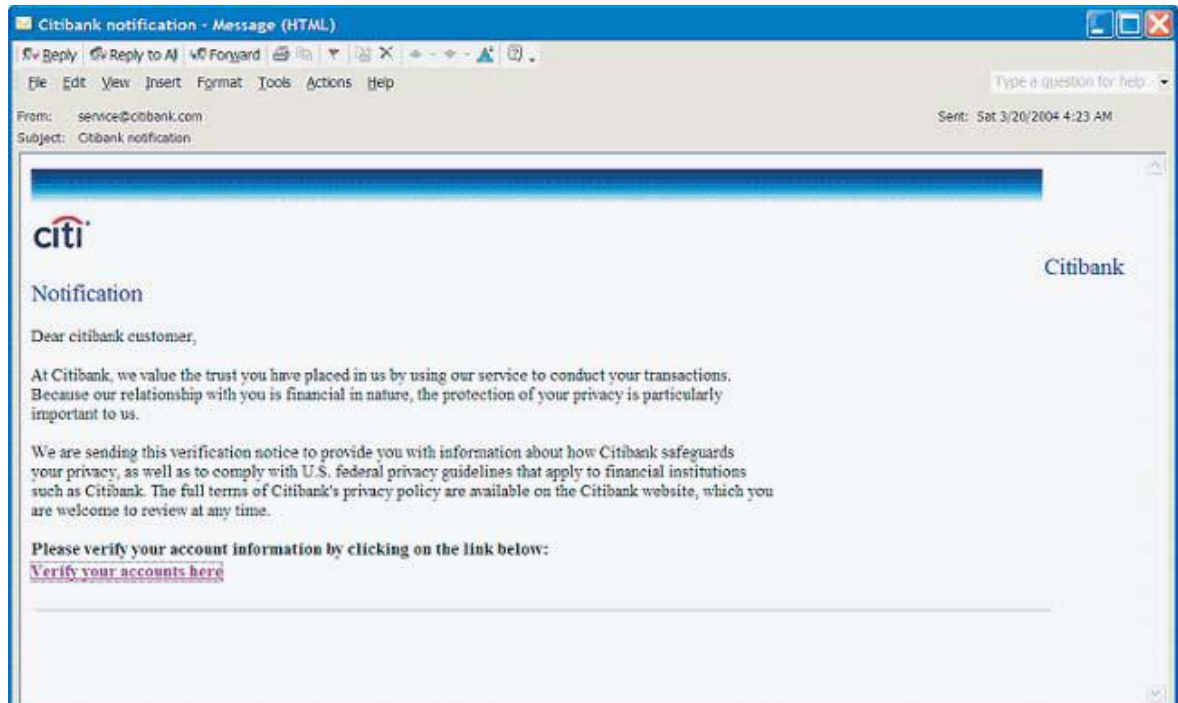 Citibank notification - Message (HTML)
Reply Reply to All Forward
File Edit View Insert Format Tools Actions Help Type a question for help
From: service@citibank.com Sent: Sat 3/20/2004 4:23 AM
Subject: Citibank notification
citi
Citibank
Notification
Dear citibank customer,
At Citibank, we value the trust you have placed in us by using our service to conduct your transactions.
Because our relationship with you is financial in nature, the protection of your privacy is particularly
important to us.
We are sending this verification notice to provide you with information about how Citibank safeguards
your privacy, as well as to comply with U.S. federal privacy guidelines that apply to financial institutions
such as Citibank. The full terms of Citibank's privacy policy are available on the Citibank website, which you
are welcome to review at any time.
Please verify your account information by clicking on the link below:
Verify your accounts here